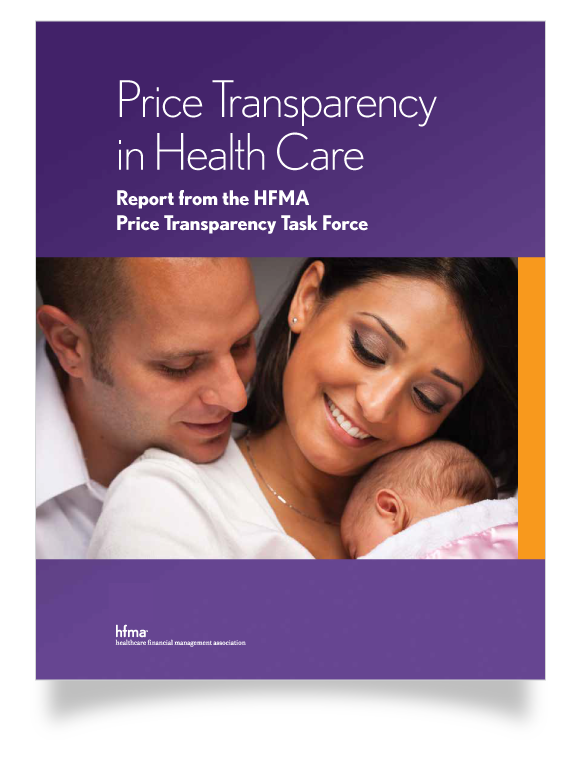 Price Transparency
in Health Care
Report from the HFMA
Price Transparency Task Force
hfma
healthcare financial management association